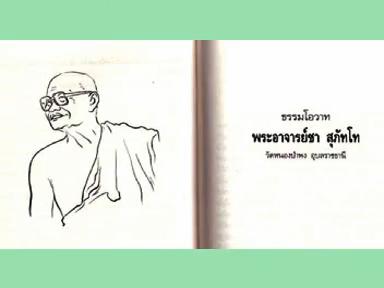 ธรรมโอวาท
พระอาจารย์ชา สุภัทโท
วัดหนองป่าพง อุบลราชธานี